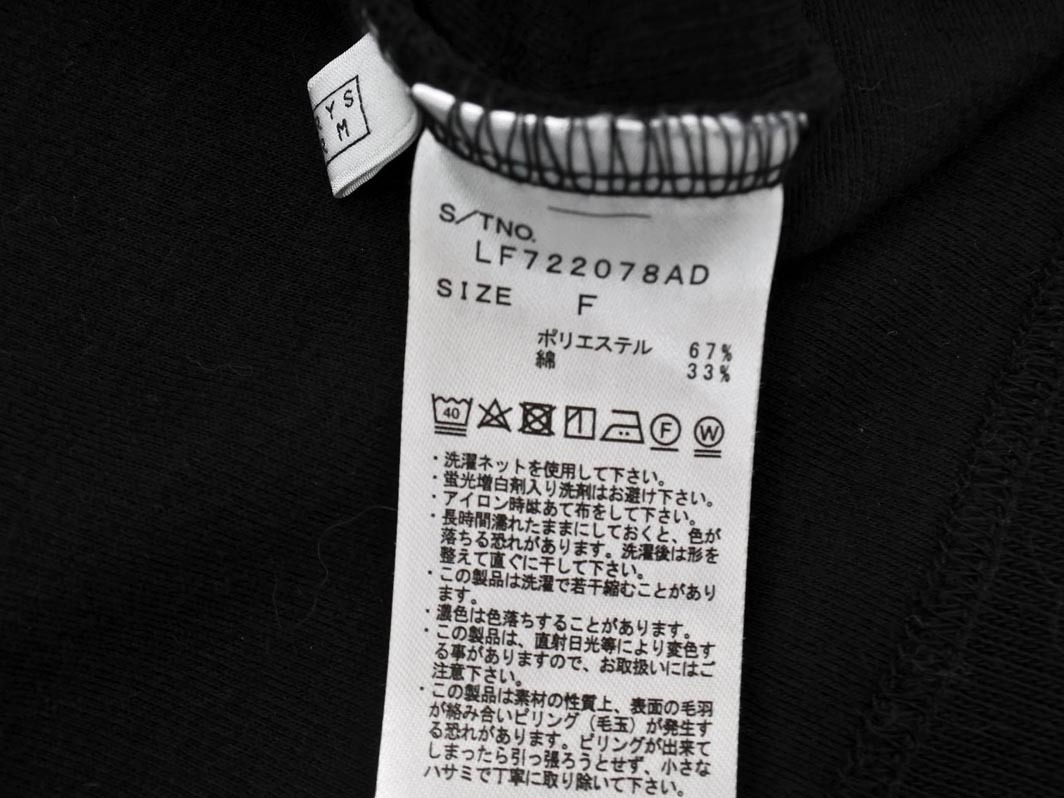 Y S
M
S/TNO.
LF722078AD
SIZE F
ポリエステル 67%
綿 33%
40 F W
・洗濯ネットを使用して下さい。
・蛍光増白剤入り洗剤はお避け下さい。
・アイロン時はあて布をして下さい。
・長時間濡れたままにしておくと、色が
落ちる恐れがあります。洗濯後は形を
整えて直ぐに干して下さい。
・この製品は洗濯で若干縮むことがあり
ます。
・濃色は色落ちすることがあります。
・この製品は、直射日光等により変色す
る事がありますので、お取扱いにはご
注意下さい。
・この製品は素材の性質上、表面の毛羽
が絡み合いピリング（毛玉）が発生す
る恐れがあります。ピリングが出来て
しまったら引っ張ろうとせず、小さな
ハサミで丁寧に取り除いて下さい。